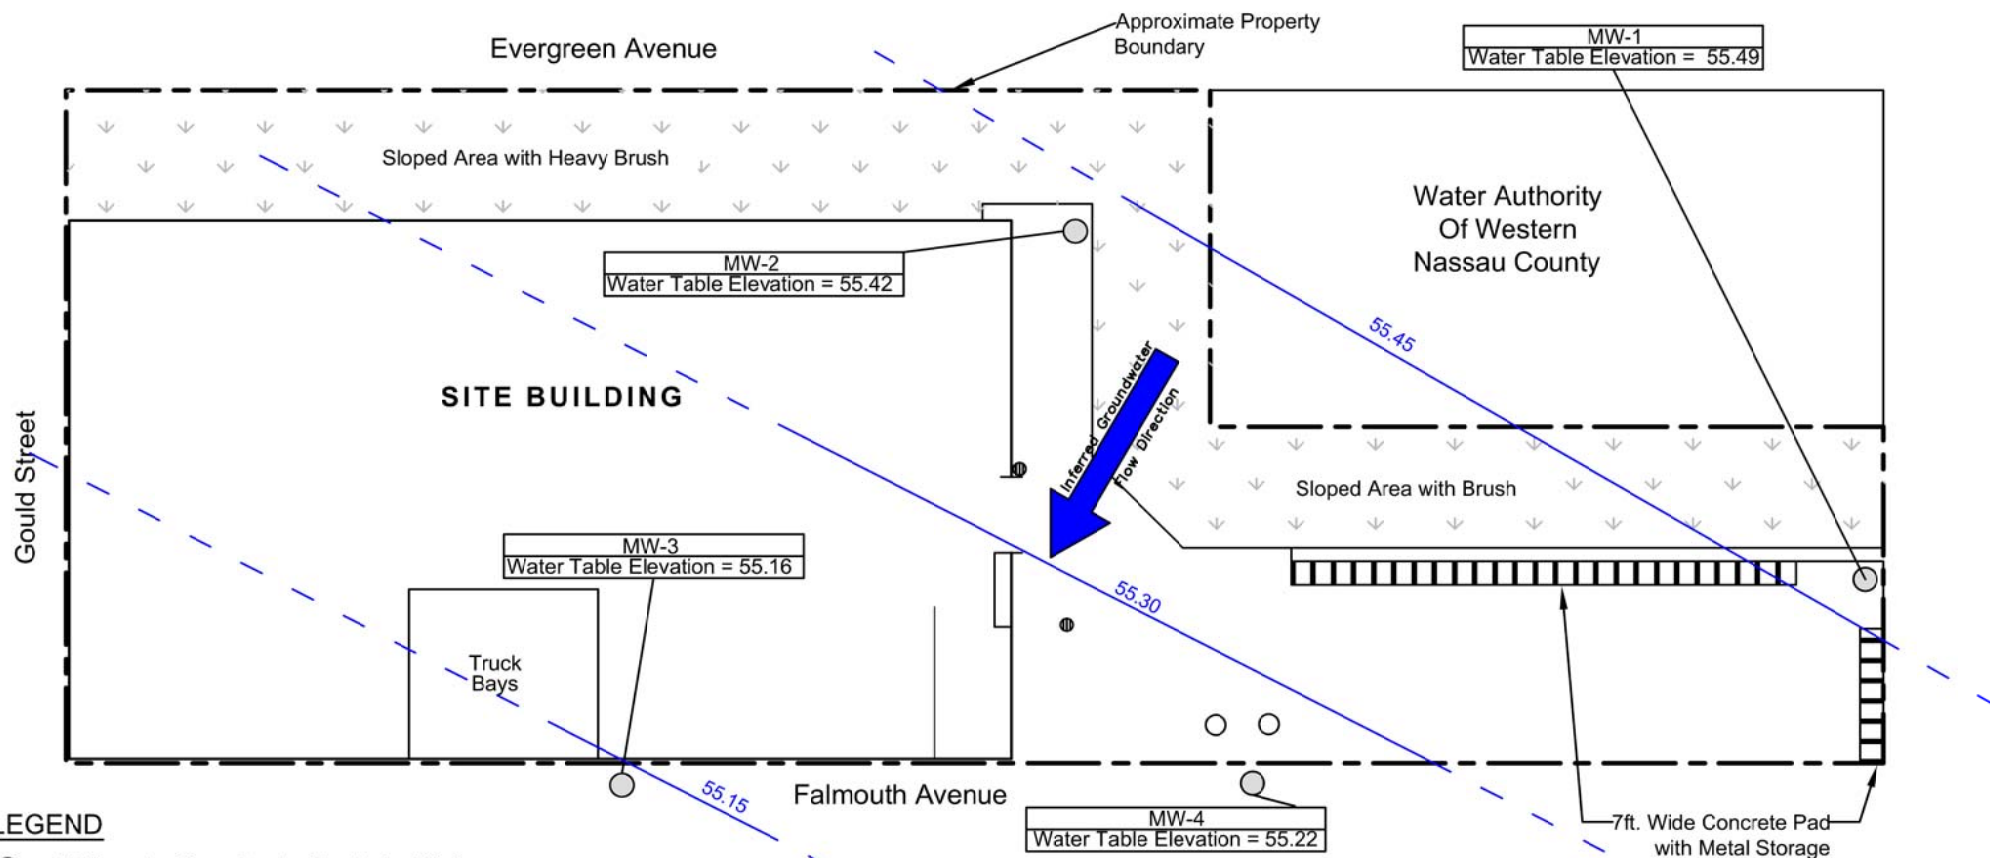 Evergreen Avenue
Approximate Property
Boundary
MW-1
Water Table Elevation = 55.49
Sloped Area with Heavy Brush
Water Authority
Of Western
Nassau County
MW-2
Water Table Elevation = 55.42
55.45
SITE BUILDING
Inferred Groundwater
Flow Direction
Gould Street
Sloped Area with Brush
MW-3
Water Table Elevation = 55.16
55.30
Truck
Bays
55.15
Falmouth Avenue
MW-4
Water Table Elevation = 55.22
7ft. Wide Concrete Pad
with Metal Storage
LEGEND